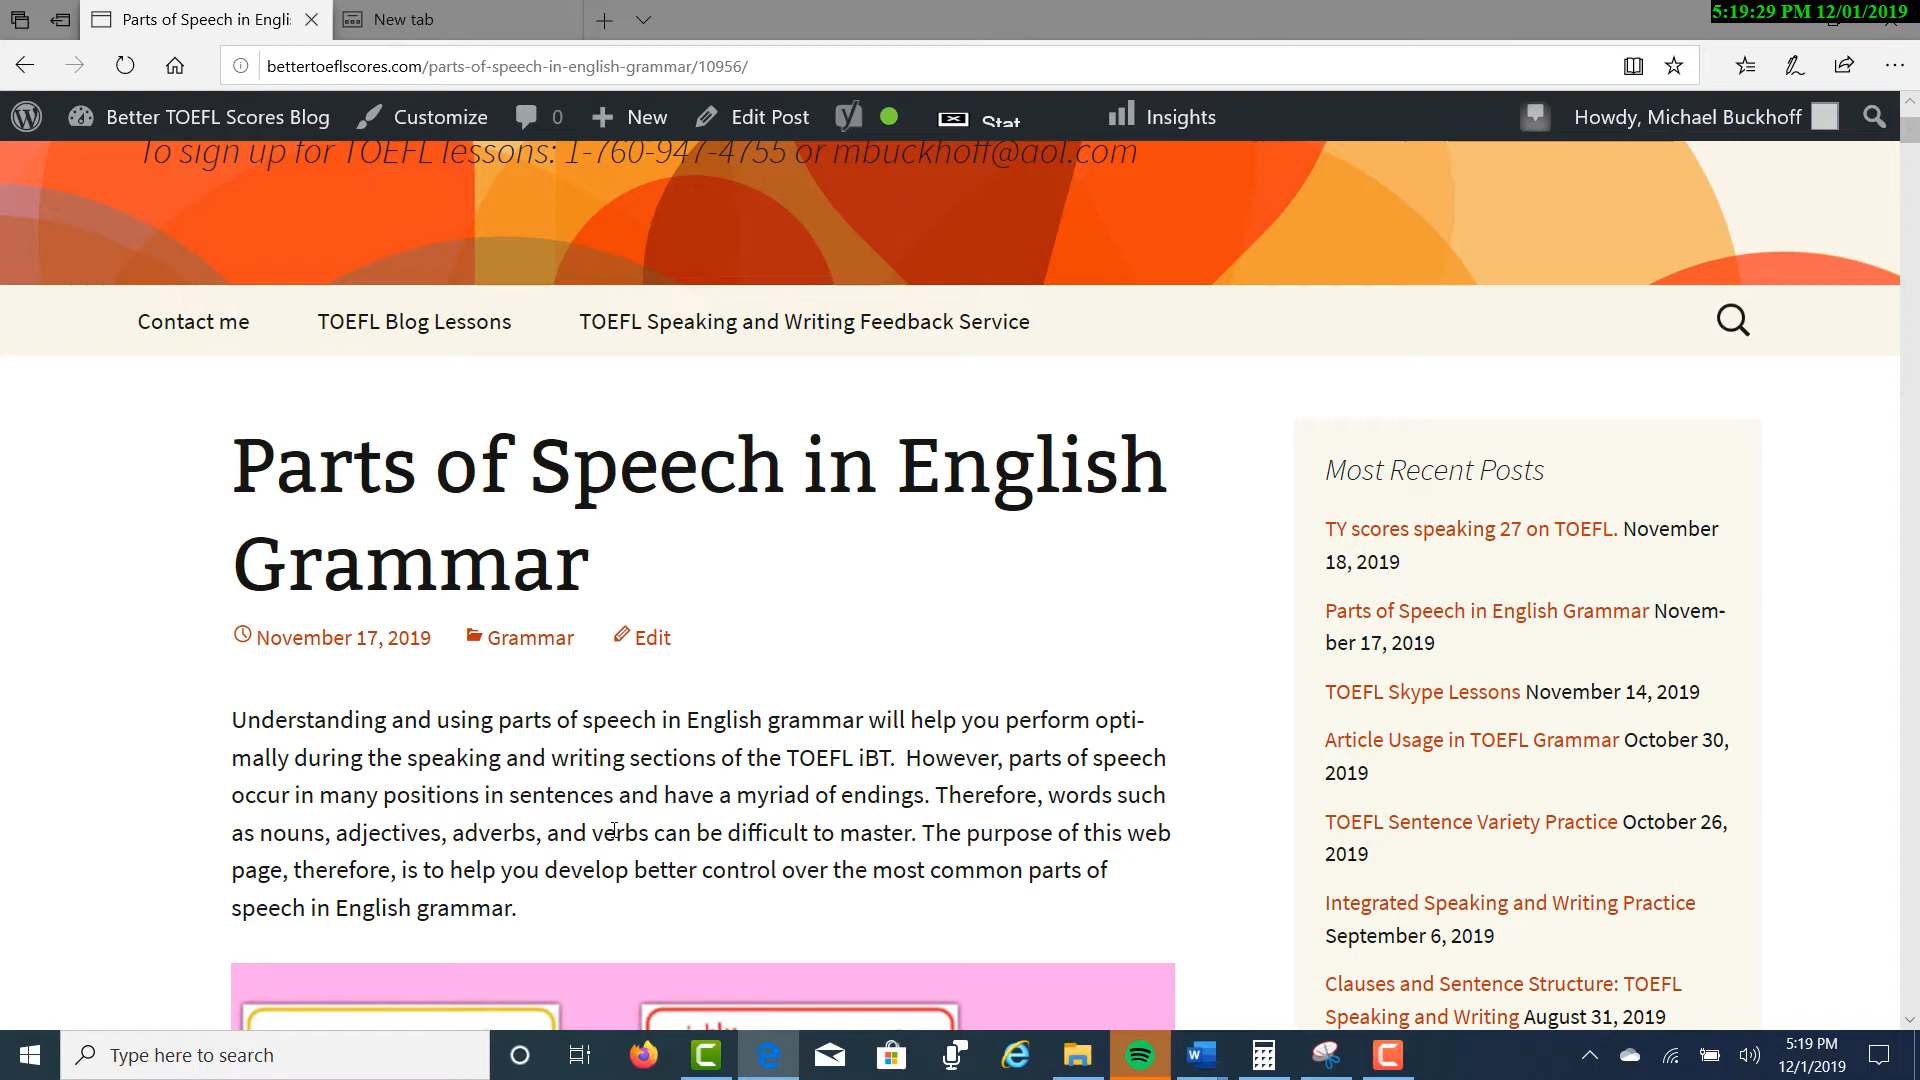 5:19:29 PM 12/01/2019
Parts of Speech in Engli
New tab
bettertoeflscores.com/parts-of-speech-in-english-grammar/10956/
Better TOEFL Scores Blog
Customize
0
New
Edit Post
Stat
Insights
Howdy, Michael Buckhoff
To sign up for TOEFL lessons: 1-760-947-4755 or mbuckhoff@aol.com
Contact me
TOEFL Blog Lessons
TOEFL Speaking and Writing Feedback Service
Parts of Speech in English
Grammar
November 17, 2019
Grammar
Edit
Understanding and using parts of speech in English grammar will help you perform opti-
mally during the speaking and writing sections of the TOEFL iBT.  However, parts of speech
occur in many positions in sentences and have a myriad of endings. Therefore, words such
as nouns, adjectives, adverbs, and verbs can be difficult to master. The purpose of this web
page, therefore, is to help you develop better control over the most common parts of
speech in English grammar.
Most Recent Posts
TY scores speaking 27 on TOEFL. November
18, 2019
Parts of Speech in English Grammar Novem-
ber 17, 2019
TOEFL Skype Lessons November 14, 2019
Article Usage in TOEFL Grammar October 30,
2019
TOEFL Sentence Variety Practice October 26,
2019
Integrated Speaking and Writing Practice
September 6, 2019
Clauses and Sentence Structure: TOEFL
Speaking and Writing August 31, 2019
Type here to search
5:19 PM
12/1/2019